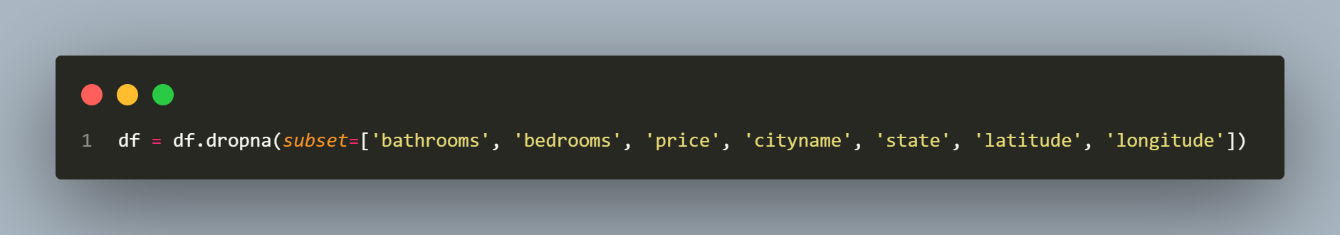 1 df = df.dropna(subset=['bathrooms', 'bedrooms', 'price', 'cityname', 'state', 'latitude', 'longitude'])